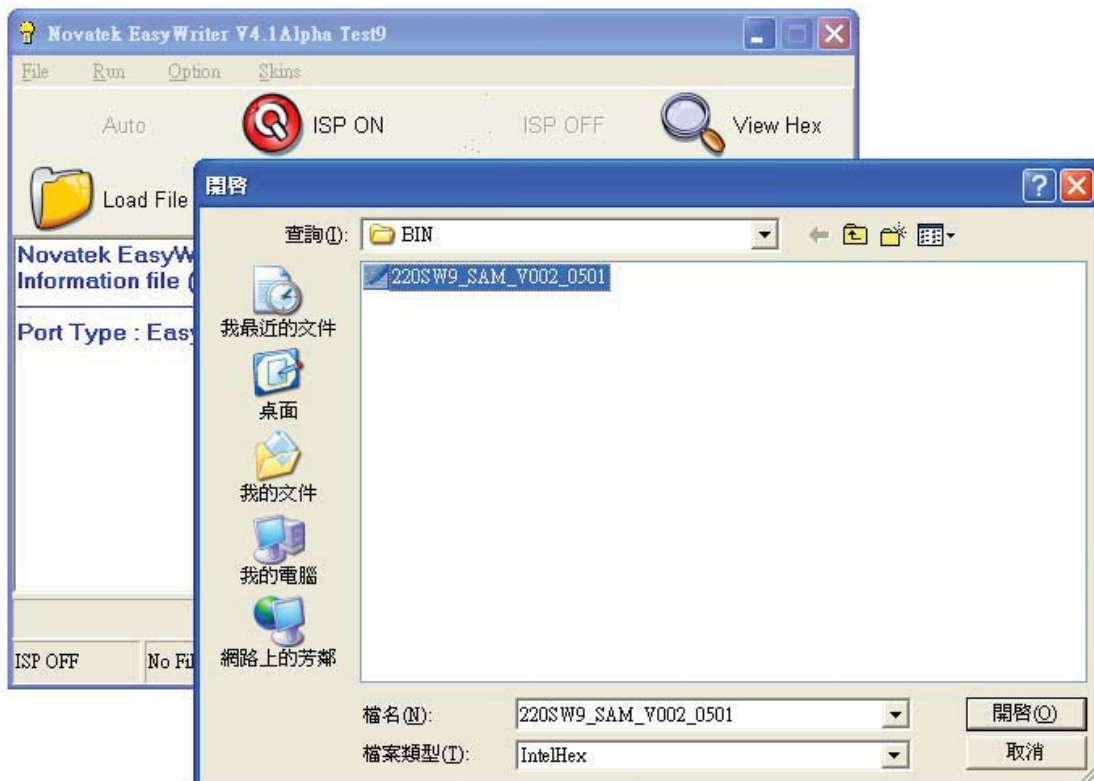 Novatek EasyWriter V4.1Alpha Test9
File Run Option Skins
Auto ISP ON ISP OFF View Hex
Load File
開啓
查詢(I): BIN
Novatek EasyW
Information file (
Port Type : Easy
220SW9_SAM_V002_0501
我最近的文件
桌面
我的文件
我的電腦
網路上的芳鄰
ISP OFF No Fil
檔名(N): 220SW9_SAM_V002_0501 開啓(O)
檔案類型(T): IntelHex 取消